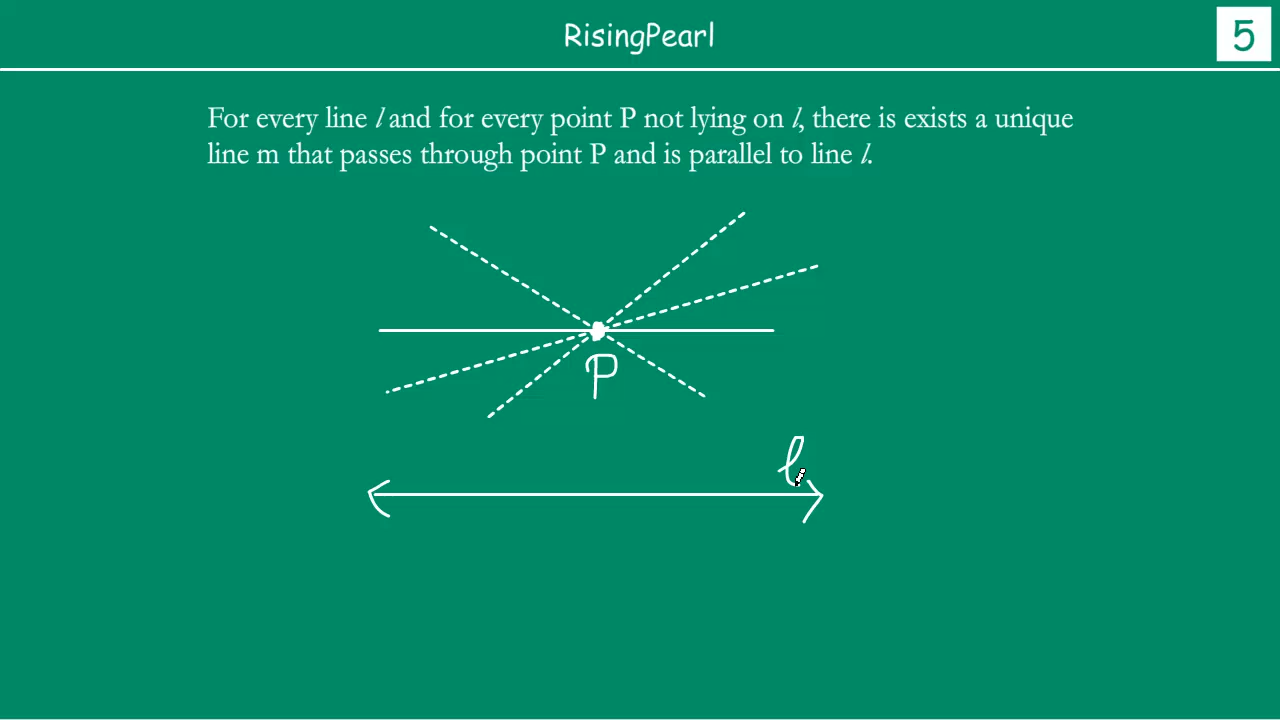 RisingPearl
5
For every line l and for every point P not lying on l, there is exists a unique
line m that passes through point P and is parallel to line l.
P
l